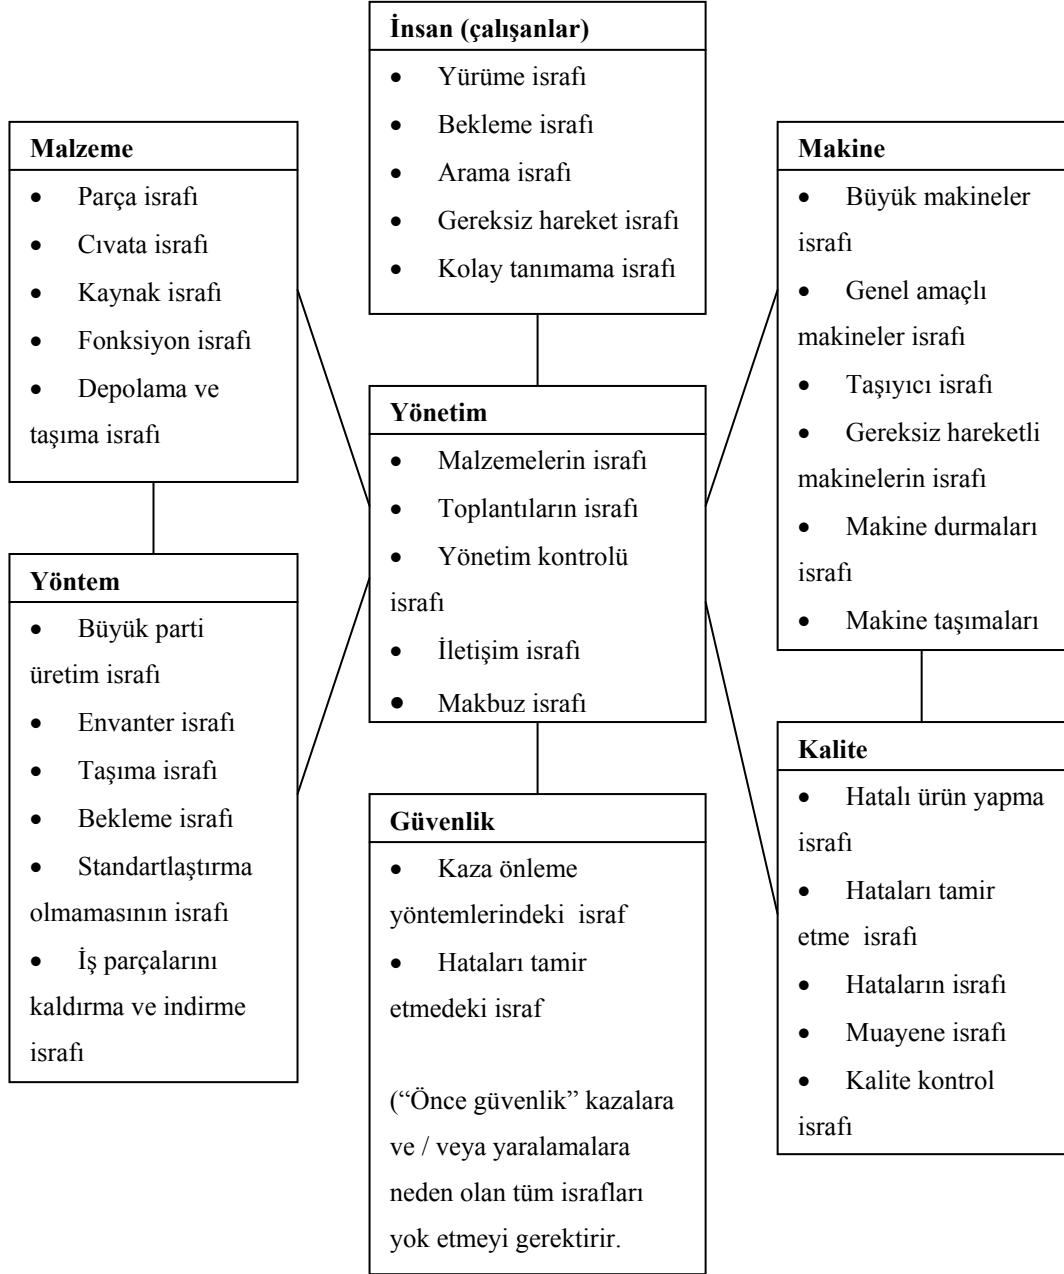 İnsan (çalışanlar)
• Yürüme israfı
• Bekleme israfı
• Arama israfı
• Gereksiz hareket israfı
• Kolay tanımama israfı
Malzeme
• Parça israfı
• Cıvata israfı
• Kaynak israfı
• Fonksiyon israfı
• Depolama ve
taşıma israfı
Makine
• Büyük makineler
israfı
• Genel amaçlı
makineler israfı
• Taşıyıcı israfı
• Gereksiz hareketli
makinelerin israfı
• Makine durmaları
israfı
• Makine taşımaları
Yönetim
• Malzemelerin israfı
• Toplantıların israfı
• Yönetim kontrolü
israfı
• İletişim israfı
• Makbuz israfı
Yöntem
• Büyük parti
üretim israfı
• Envanter israfı
• Taşıma israfı
• Bekleme israfı
• Standartlaştırma
olmamasının israfı
• İş parçalarını
kaldırma ve indirme
israfı
Güvenlik
• Kaza önleme
yöntemlerindeki israf
• Hataları tamir
etmedeki israf
(“Önce güvenlik” kazalara
ve / veya yaralamalara
neden olan tüm israfları
yok etmeyi gerektirir.
Kalite
• Hatalı ürün yapma
israfı
• Hataları tamir
etme israfı
• Hataların israfı
• Muayene israfı
• Kalite kontrol
israfı